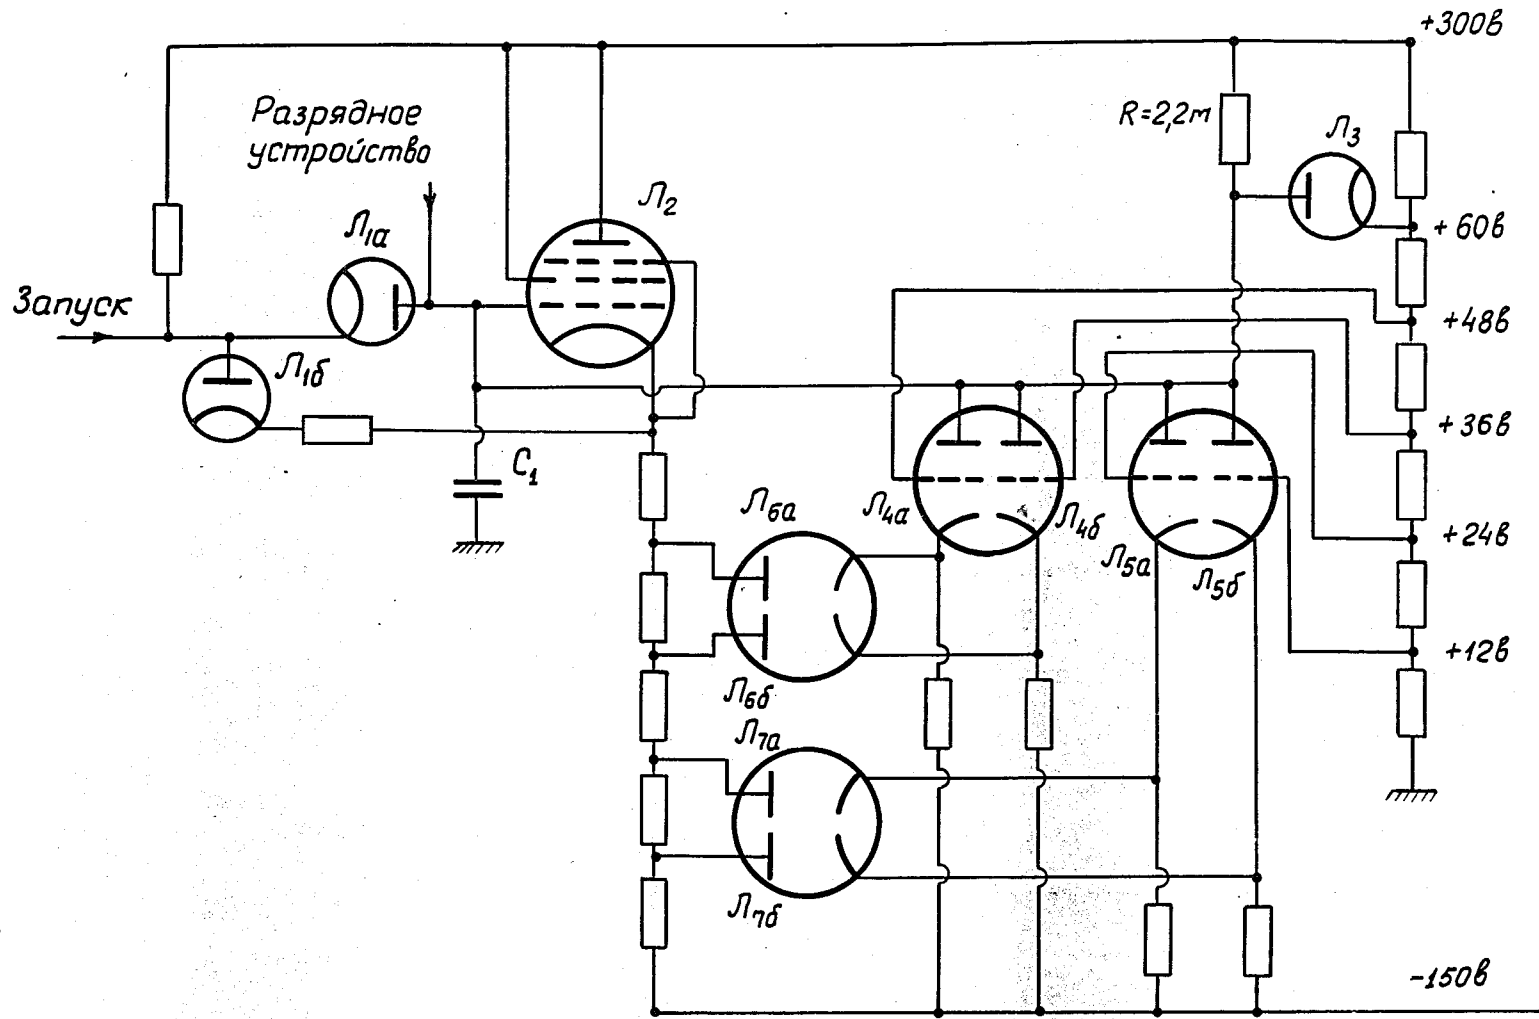 +300в
Разрядное
устройство
R=2,2м
Л3
Л2
Л1а
+60в
Запуск
+48в
Л1б
+36в
C1
Л6а
Л4а
Л4б
+24в
Л5а
Л5б
+12в
Л6б
Л7а
Л7б
-150в